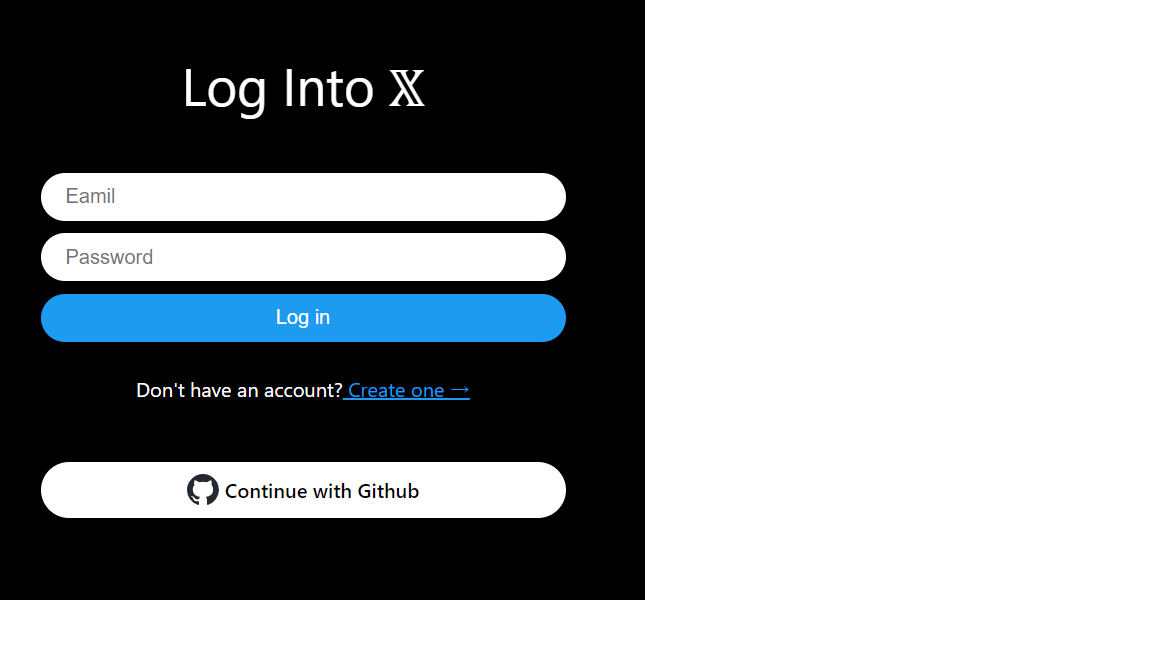 Log Into 𝕏
Eamil
Password
Log in
Don't have an account? Create one →
Continue with Github